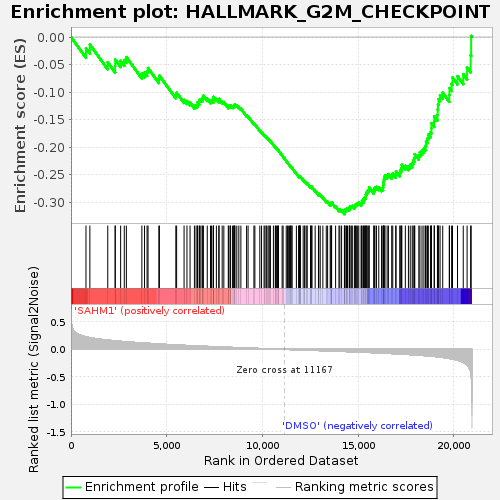 Enrichment plot: HALLMARK_G2M_CHECKPOINT
Enrichment score (ES)
0.00
-0.05
-0.10
-0.15
-0.20
-0.25
-0.30
Ranked list metric (Signal2Noise)
'SAHM1' (positively correlated)
0.5
0.0
-0.5
-1.0
-1.5
Zero cross at 11167
'DMSO' (negatively correlated)
0
5,000
10,000
15,000
20,000
Rank in Ordered Dataset
Enrichment profile
Hits
Ranking metric scores